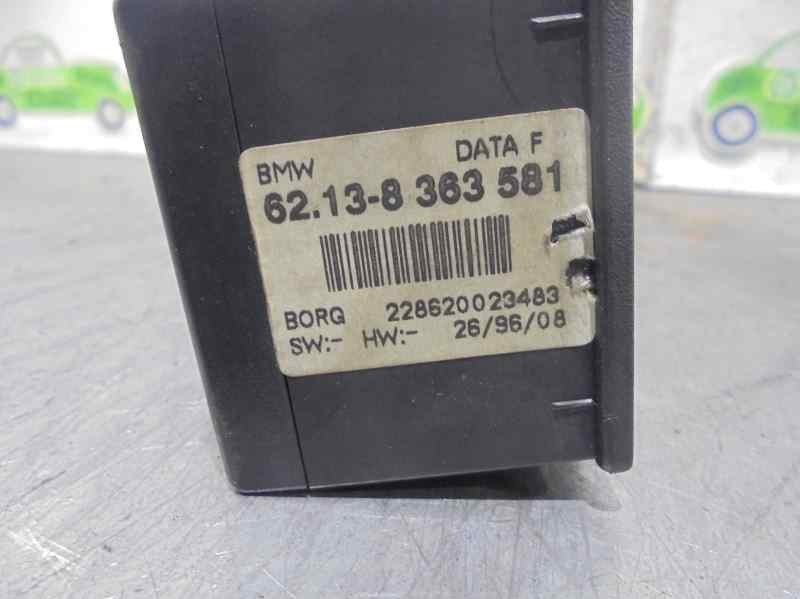 BMW DATA F
62.13-8 363 581
BORG 228620023483
SW:- HW:- 26/96/08